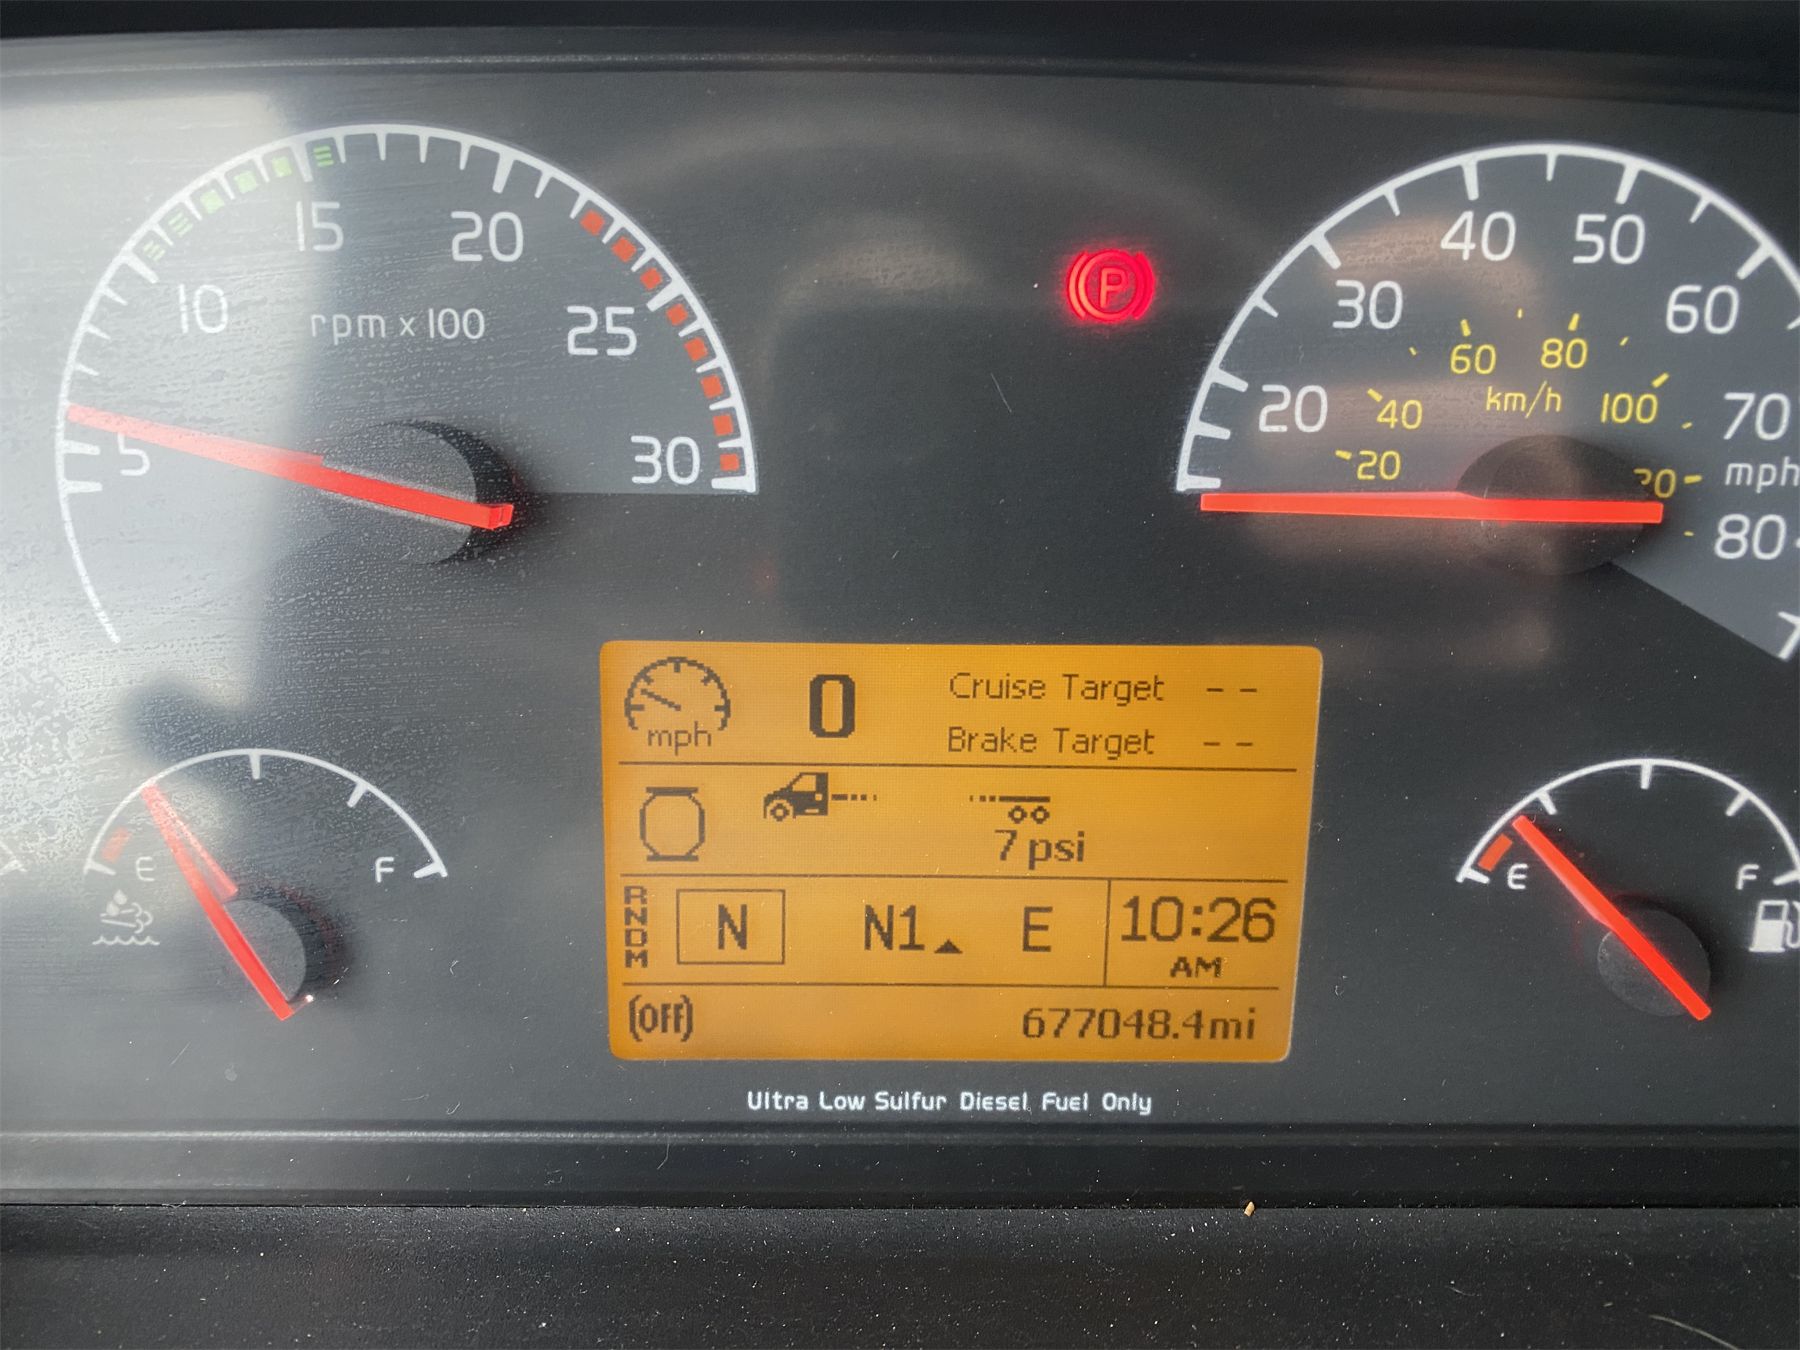 15 20
10 rpm x 100 25
5 30
P
40 50
30 60
60 80
20 40 km/h 100 70
20 mph
80
E F
mph 0 Cruise Target --
Brake Target --
7 psi
RNDM N N1 E 10:26
AM
(OFF) 677048.4mi
E F
Ultra Low Sulfur Diesel Fuel Only